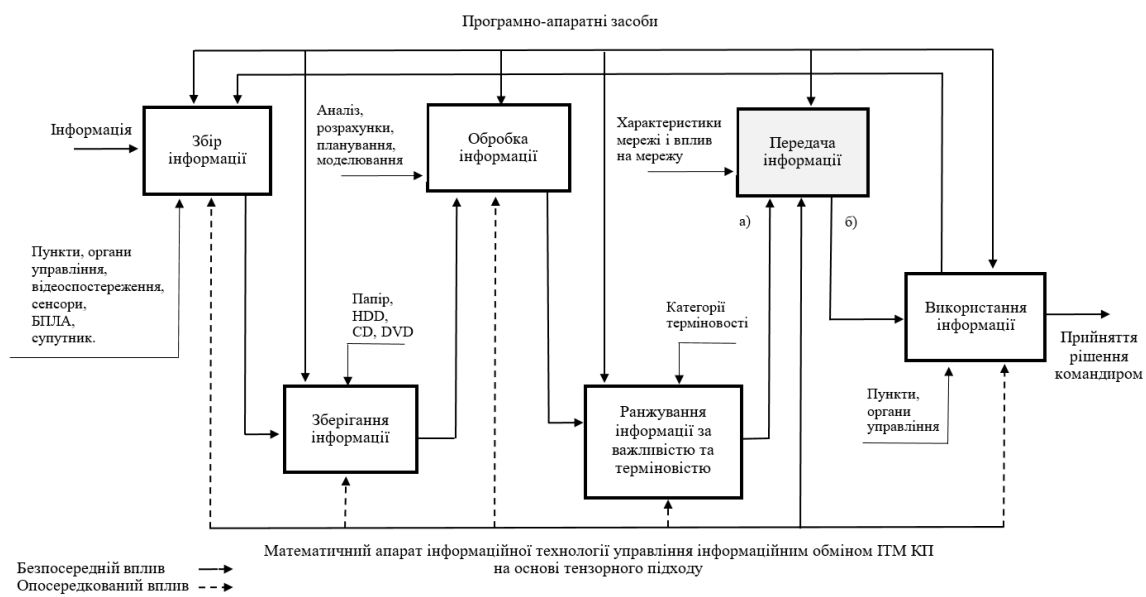 Програмно-апаратні засоби
Інформація
Збір
інформації
Аналіз,
розрахунки,
планування,
моделювання
Обробка
інформації
Характеристики
мережі і вплив
на мережу
Передача
інформації
а)
б)
Пункти, органи
управління,
відеоспостереження,
сенсори,
БПЛА,
супутник.
Папір,
HDD,
CD, DVD
Категорії
терміновості
Використання
інформації
Прийняття
рішення
командиром
Зберігання
інформації
Ранжування
інформації за
важливістю та
терміновістю
Пункти,
органи
управління
Математичний апарат інформаційної технології управління інформаційним обміном ІТМ КП
на основі тензорного підходу
Безпосередній вплив
Опосередкований вплив